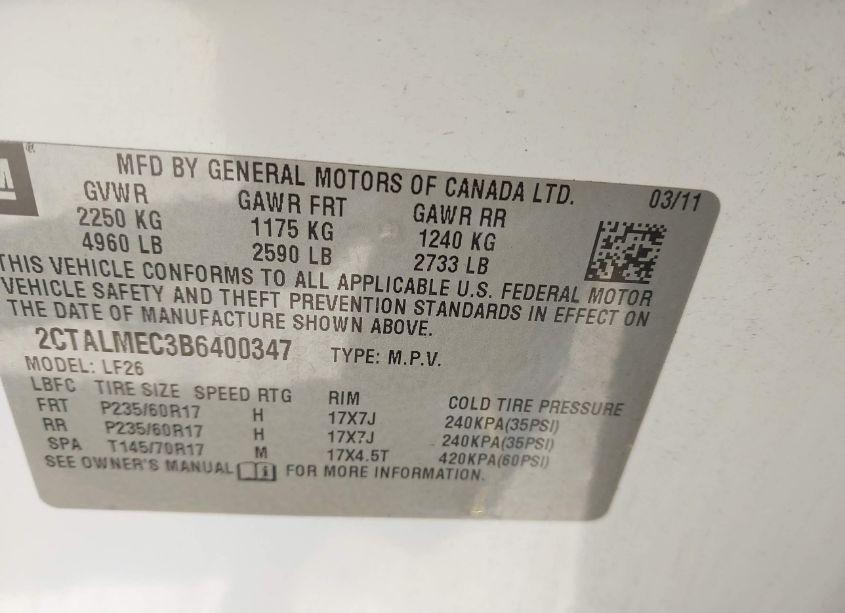 MFD BY GENERAL MOTORS OF CANADA LTD. 03/11
GVWR GAWR FRT GAWR RR
2250 KG 1175 KG 1240 KG
4960 LB 2590 LB 2733 LB
THIS VEHICLE CONFORMS TO ALL APPLICABLE U.S. FEDERAL MOTOR
VEHICLE SAFETY AND THEFT PREVENTION STANDARDS IN EFFECT ON
THE DATE OF MANUFACTURE SHOWN ABOVE.
2CTALMEC3B6400347 TYPE: M.P.V.
MODEL: LF26
LBFC TIRE SIZE SPEED RTG RIM COLD TIRE PRESSURE
FRT P235/60R17 H 17X7J 240KPA(35PSI)
RR P235/60R17 H 17X7J 240KPA(35PSI)
SPA T145/70R17 M 17X4.5T 420KPA(60PSI)
SEE OWNER'S MANUAL FOR MORE INFORMATION.